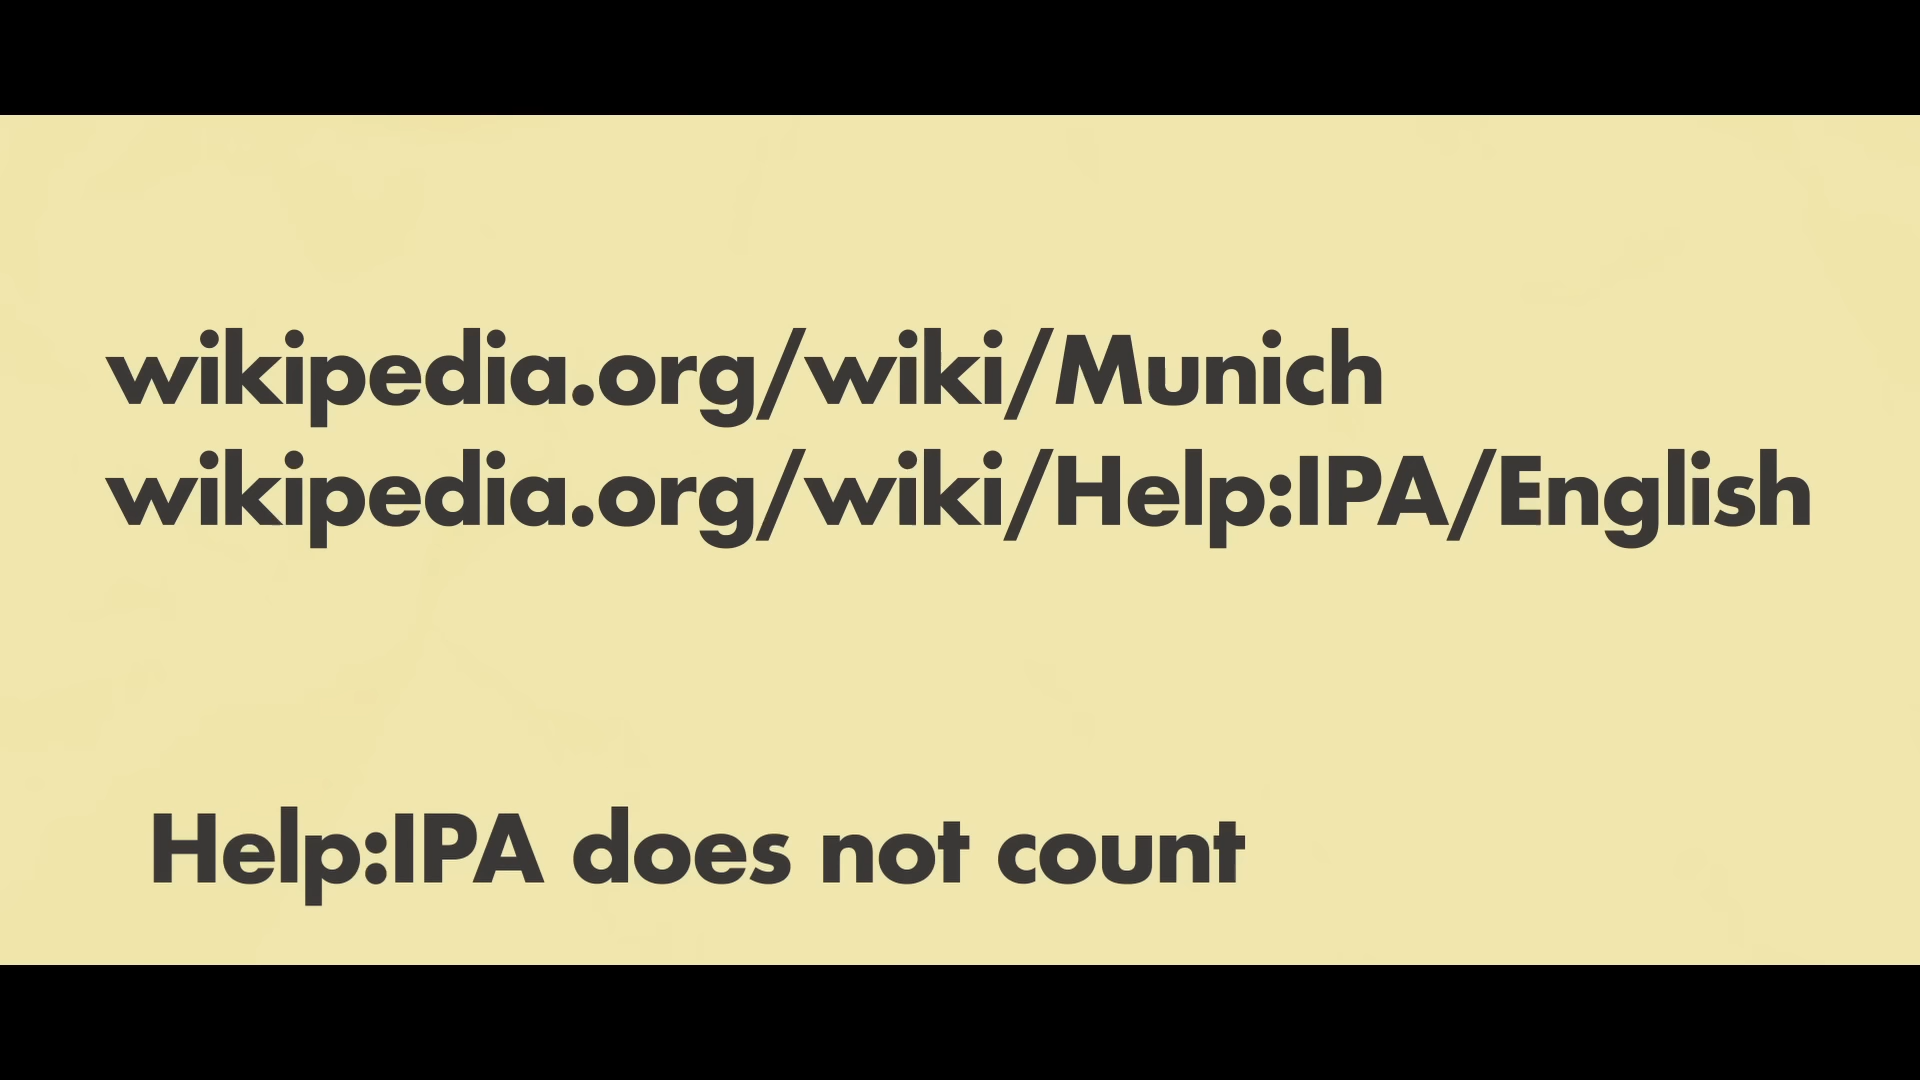 wikipedia.org/wiki/Munich
wikipedia.org/wiki/Help:IPA/English
Help:IPA does not count